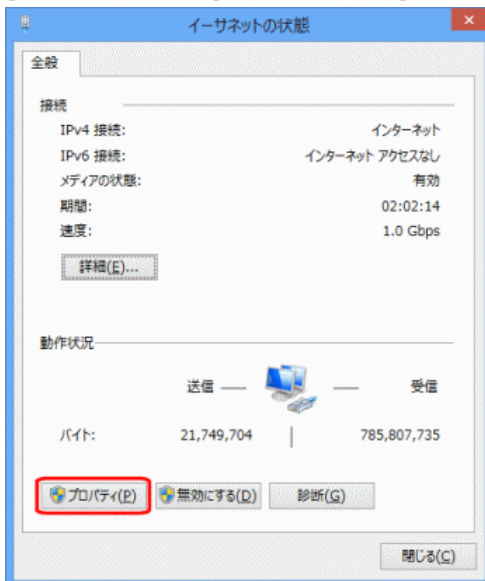 イーサネットの状態
全般
接続
IPv4 接続: インターネット
IPv6 接続: インターネット アクセスなし
メディアの状態: 有効
期間: 02:02:14
速度: 1.0 Gbps
詳細(E)...
動作状況
送信 受信
バイト: 21,749,704 785,807,735
プロパティ(P) 無効にする(D) 診断(G)
閉じる(C)